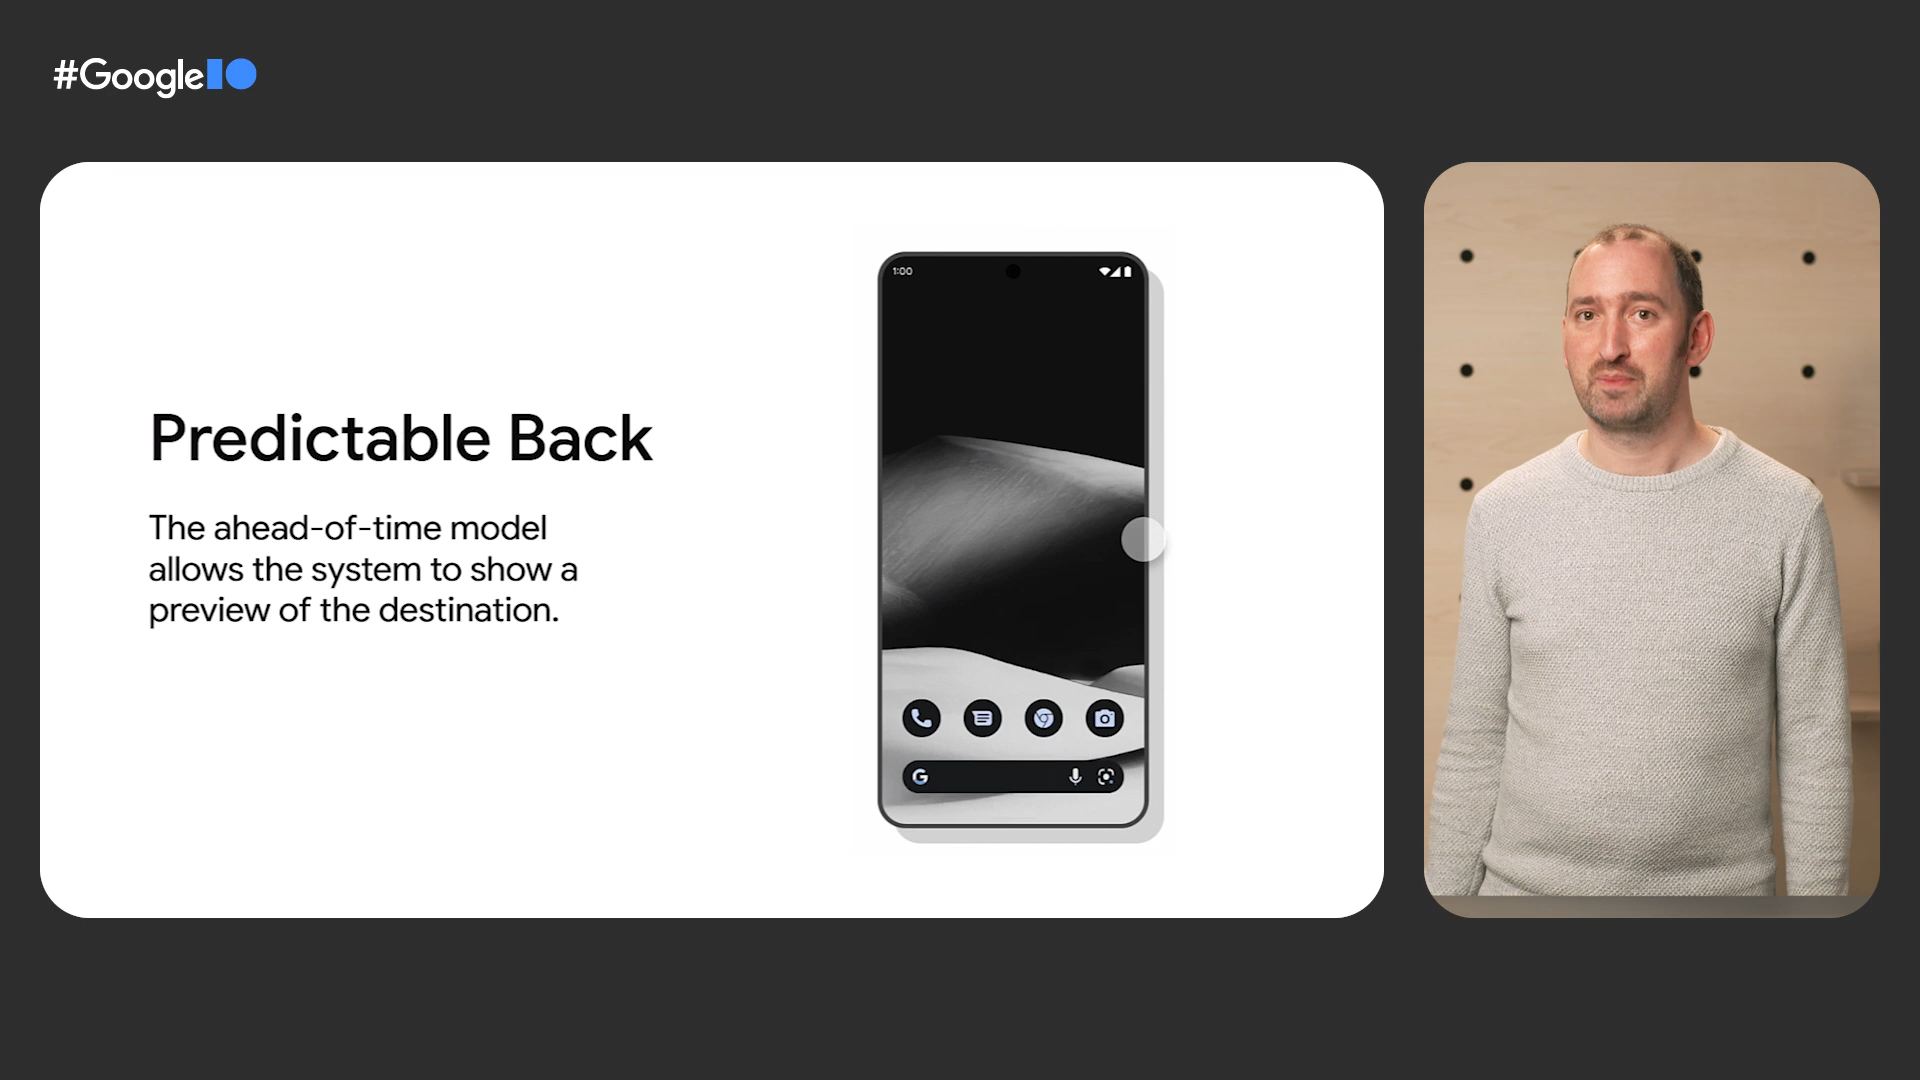 #GoogleIO
Predictable Back
The ahead-of-time model
allows the system to show a
preview of the destination.
1:00
G